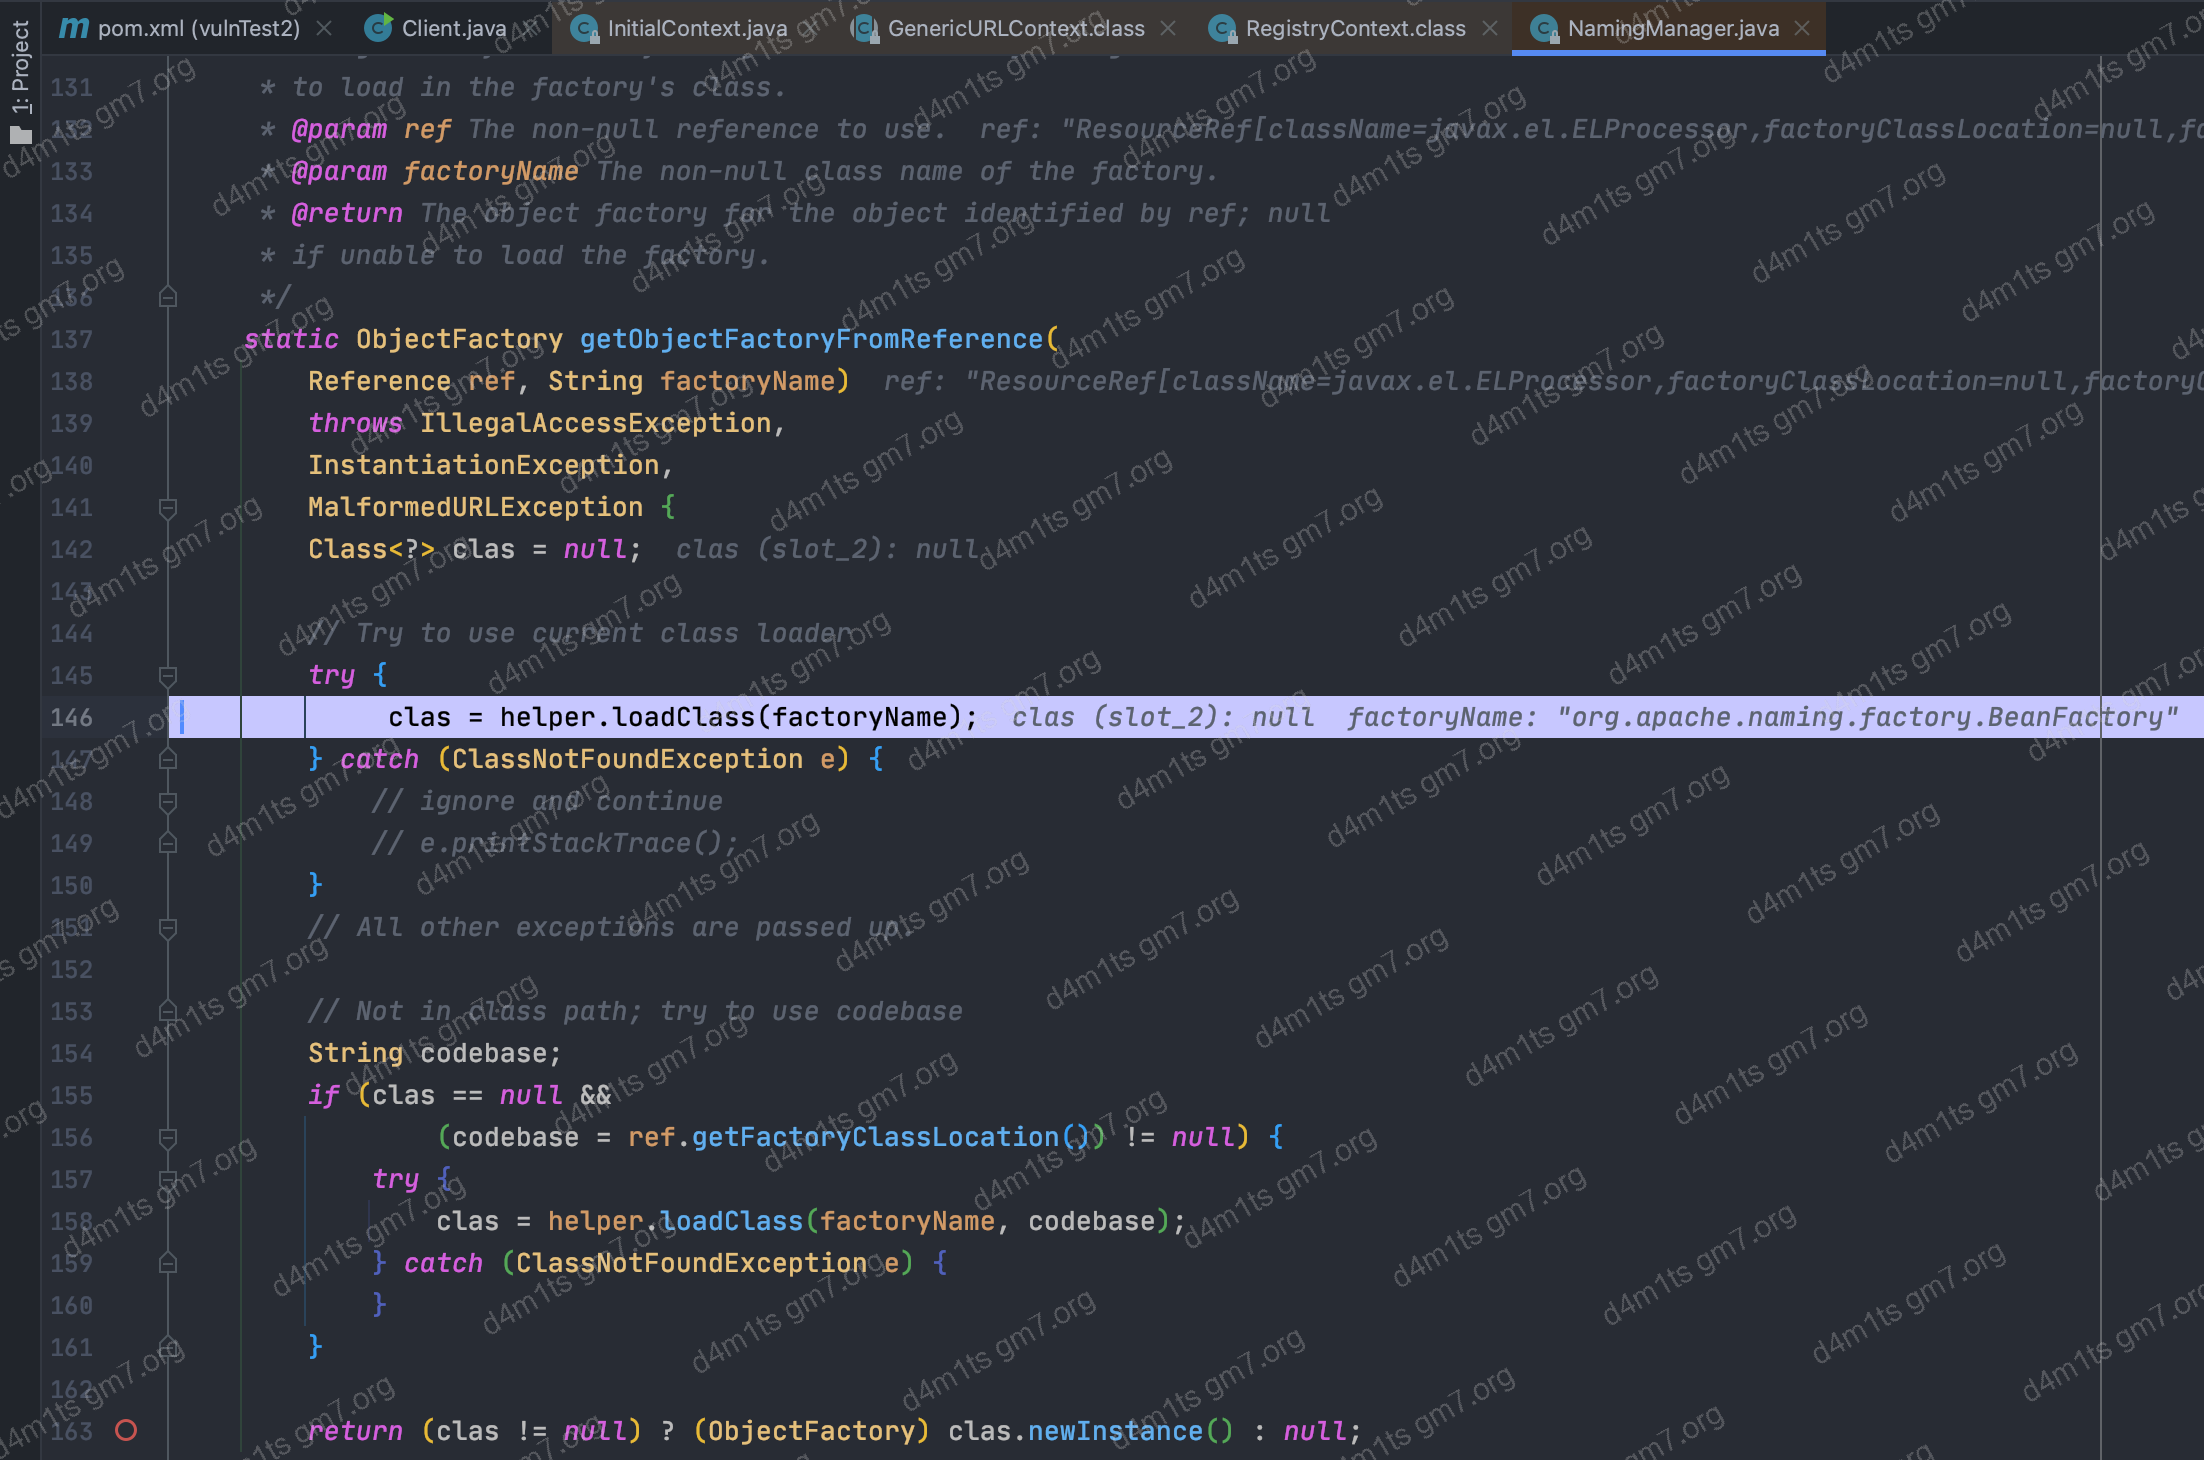 1: Project
pom.xml (vulnTest2)
Client.java
InitialContext.java
GenericURLContext.class
RegistryContext.class
NamingManager.java
131 * to load in the factory's class.
132 * @param ref The non-null reference to use. ref: "ResourceRef[className=javax.el.ELProcessor,factoryClassLocation=null,fa
133 * @param factoryName The non-null class name of the factory.
134 * @return The object factory for the object identified by ref; null
135 * if unable to load the factory.
136 */
137 static ObjectFactory getObjectFactoryFromReference(
138 Reference ref, String factoryName) ref: "ResourceRef[className=javax.el.ELProcessor,factoryClassLocation=null,factoryC
139 throws IllegalAccessException,
140 InstantiationException,
141 MalformedURLException {
142 Class<?> clas = null; clas (slot_2): null
143
144 // Try to use current class loader
145 try {
146 clas = helper.loadClass(factoryName); clas (slot_2): null factoryName: "org.apache.naming.factory.BeanFactory"
147 } catch (ClassNotFoundException e) {
148 // ignore and continue
149 // e.printStackTrace();
150 }
151 // All other exceptions are passed up.
152
153 // Not in class path; try to use codebase
154 String codebase;
155 if (clas == null &&
156 (codebase = ref.getFactoryClassLocation()) != null) {
157 try {
158 clas = helper.loadClass(factoryName, codebase);
159 } catch (ClassNotFoundException e) {
160 }
161 }
162
163 return (clas != null) ? (ObjectFactory) clas.newInstance() : null;
d4m1ts gm7.org